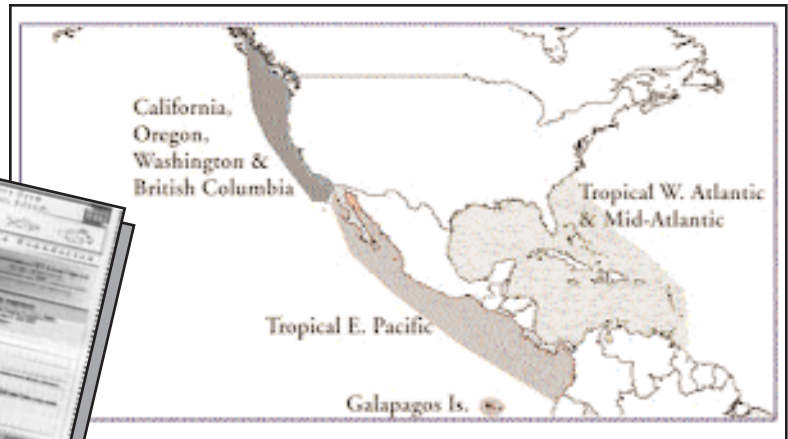 California,
Oregon,
Washington &
British Columbia
Tropical W. Atlantic
& Mid-Atlantic
Tropical E. Pacific
Galapagos Is.